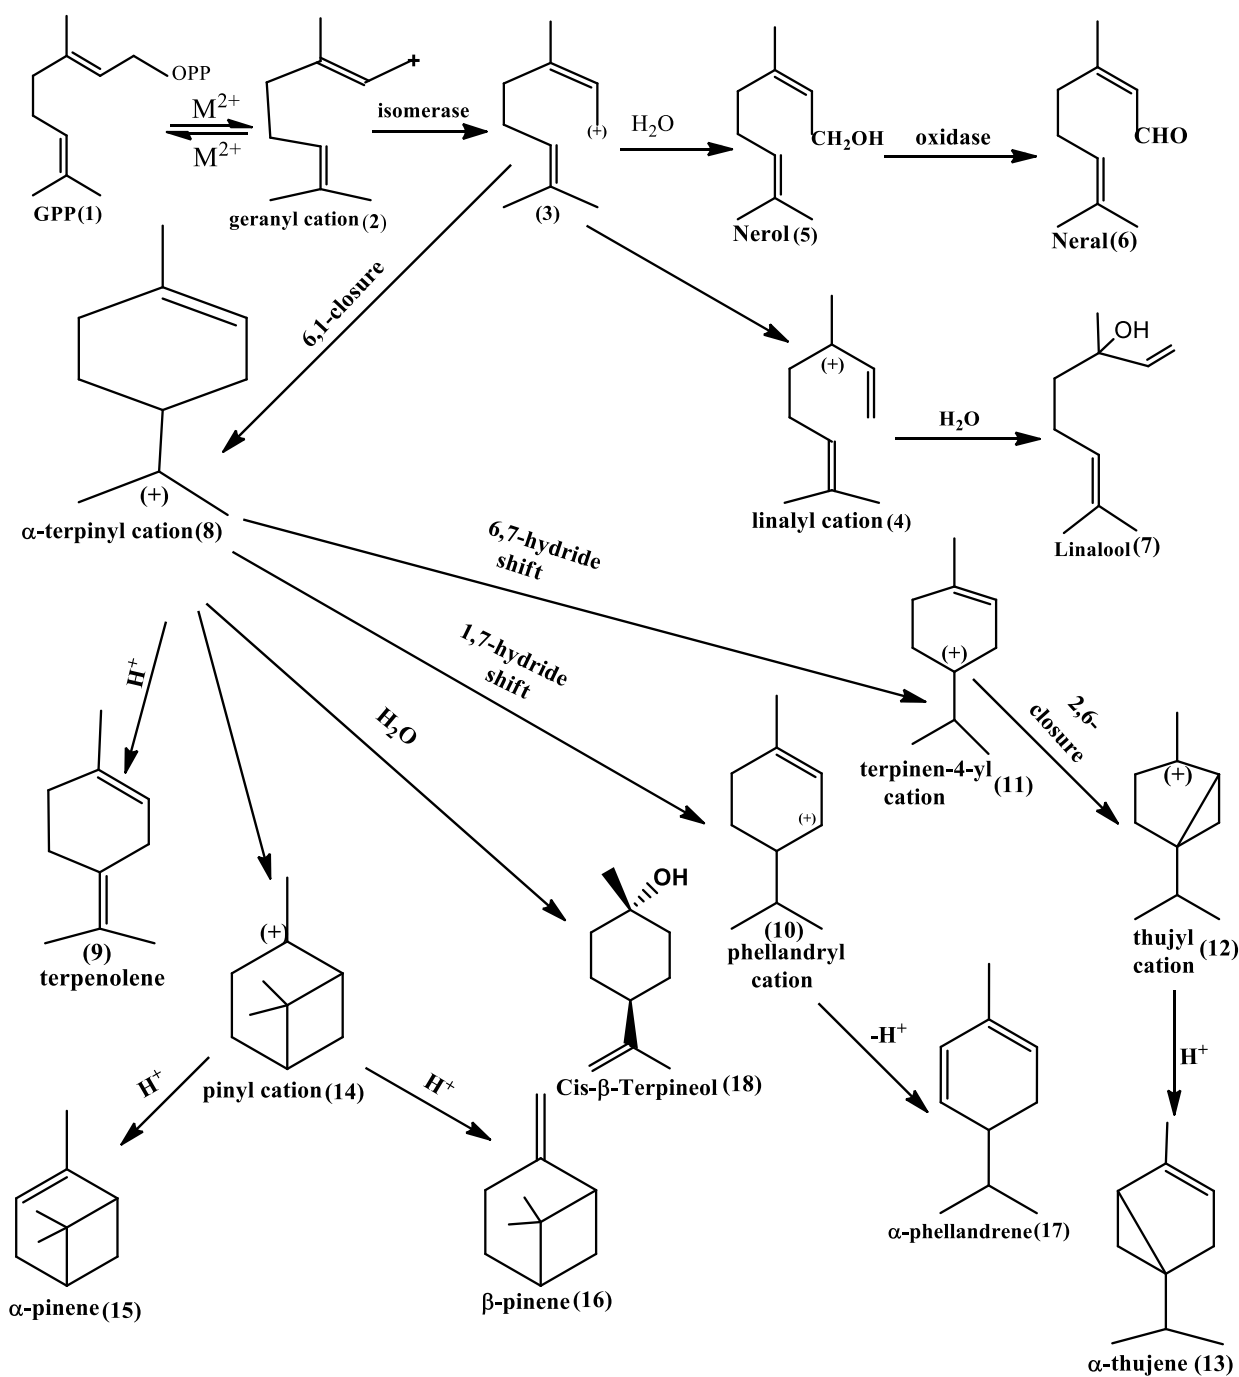 OPP
M2+
M2+
GPP(1)
+
geranyl cation (2)
isomerase
(+)
(3)
H2O
CH2OH
Nerol (5)
oxidase
CHO
Neral (6)
6,1-closure
(+)
α-terpinyl cation(8)
(+)
linalyl cation (4)
H2O
OH
Linalool (7)
6,7-hydride
shift
1,7-hydride
shift
H+
H2O
(+)
terpinen-4-yl
cation
(11)
2,6-
closure
(+)
thujyl
cation
(12)
(9)
terpenolene
(+)
pinyl cation(14)
OH
Cis-β-Terpineol (18)
(+)
(10)
phellandryl
cation
-H+
H+
H+
H+
α-pinene(15)
β-pinene(16)
α-phellandrene(17)
α-thujene (13)